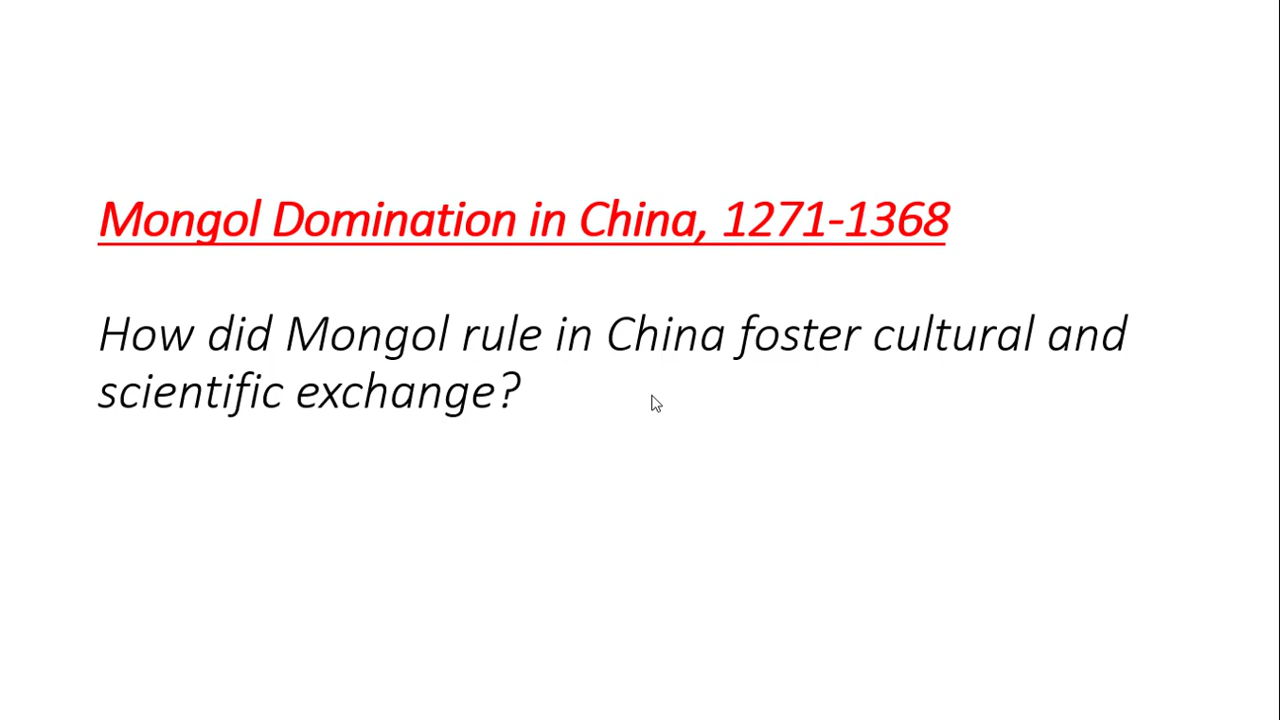 Mongol Domination in China, 1271-1368
How did Mongol rule in China foster cultural and
scientific exchange?